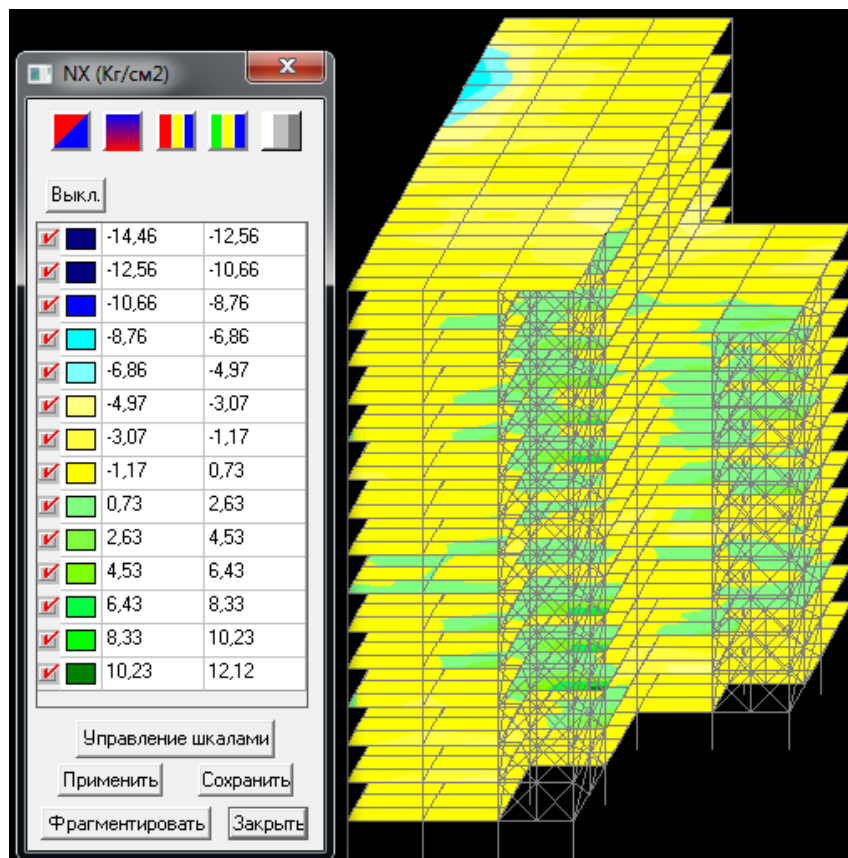 NX (Кг/см2)
Выкл.
-14,46 -12,56
-12,56 -10,66
-10,66 -8,76
-8,76 -6,86
-6,86 -4,97
-4,97 -3,07
-3,07 -1,17
-1,17 0,73
0,73 2,63
2,63 4,53
4,53 6,43
6,43 8,33
8,33 10,23
10,23 12,12
Управление шкалами
Применить Сохранить
Фрагментировать Закрыть